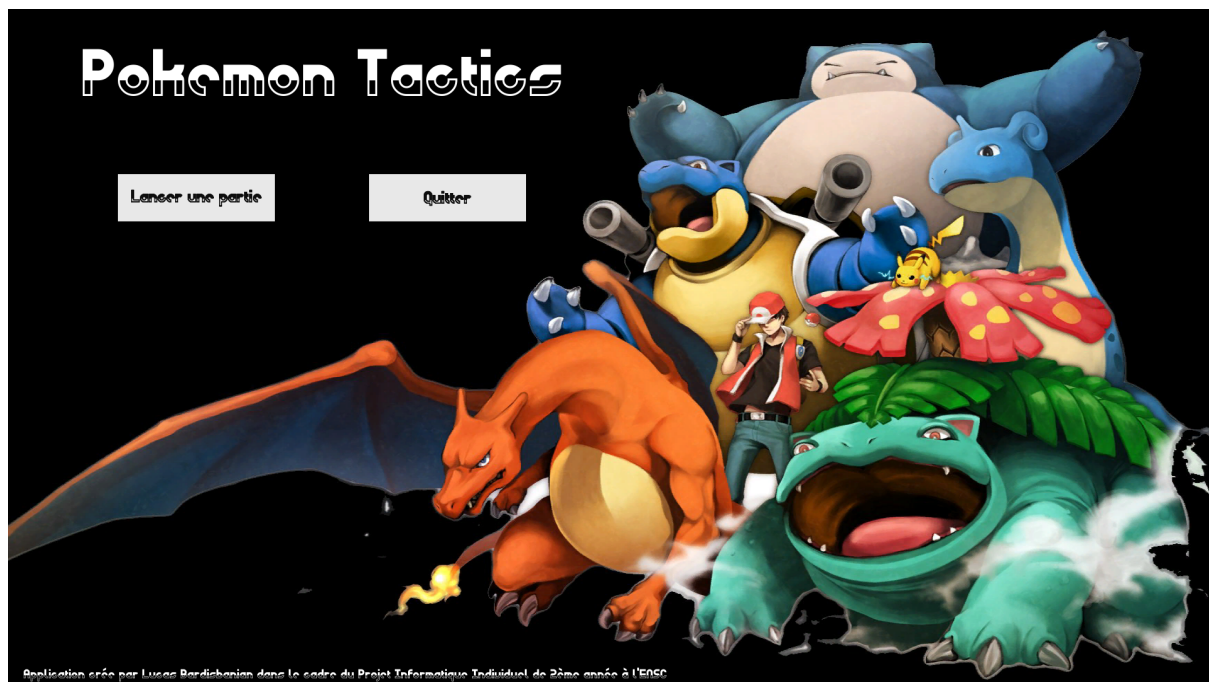 Pokemon Tactics
Lancer une partie
Quitter
Application crée par Lucas Bardisbanian dans le cadre du Projet Informatique Individuel de 2ème année à l'ENSC